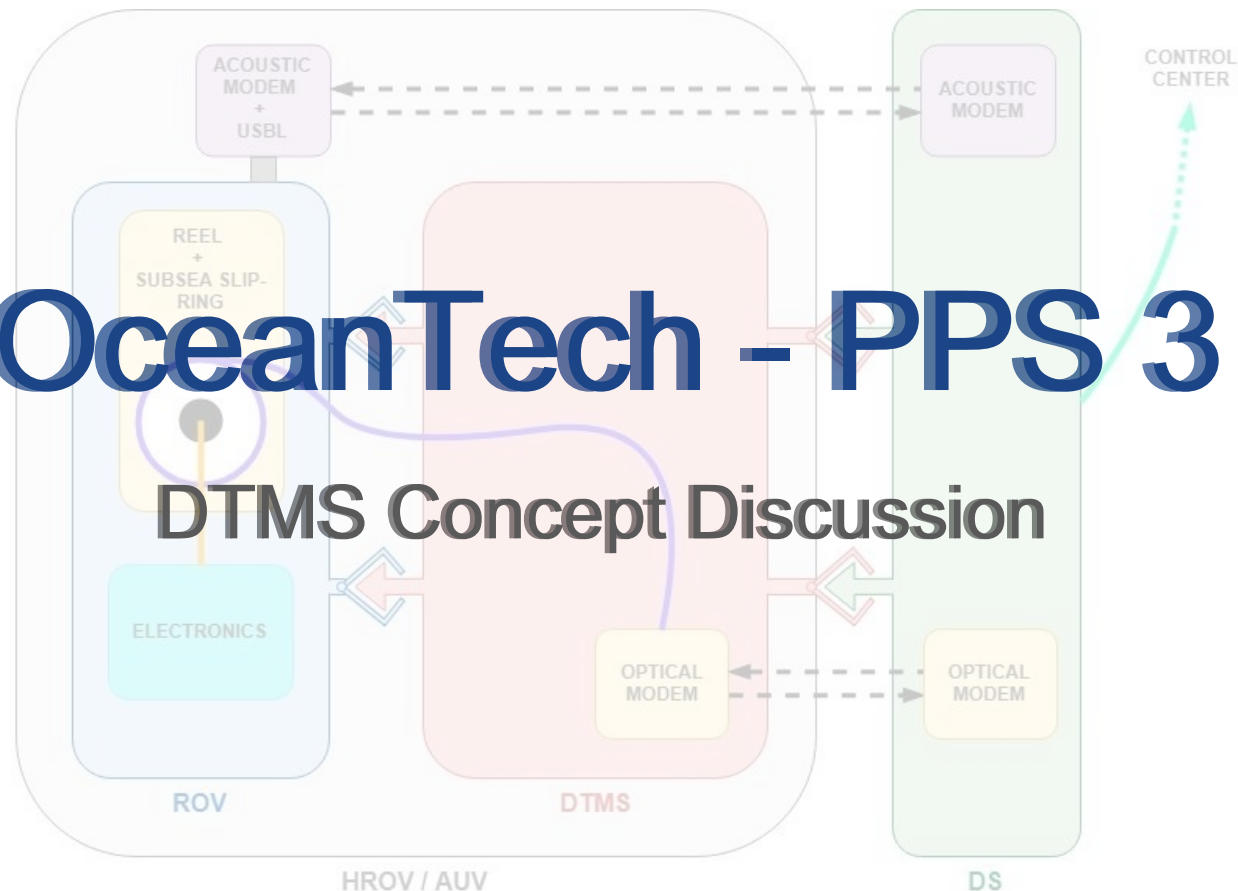 ACOUSTIC
MODEM
+
USBL
ACOUSTIC
MODEM
CONTROL
CENTER
REEL
+
SUBSEA SLIP-
RING
OceanTech - PPS 3
DTMS Concept Discussion
ELECTRONICS
OPTICAL
MODEM
OPTICAL
MODEM
ROV
DTMS
HROV / AUV
DS